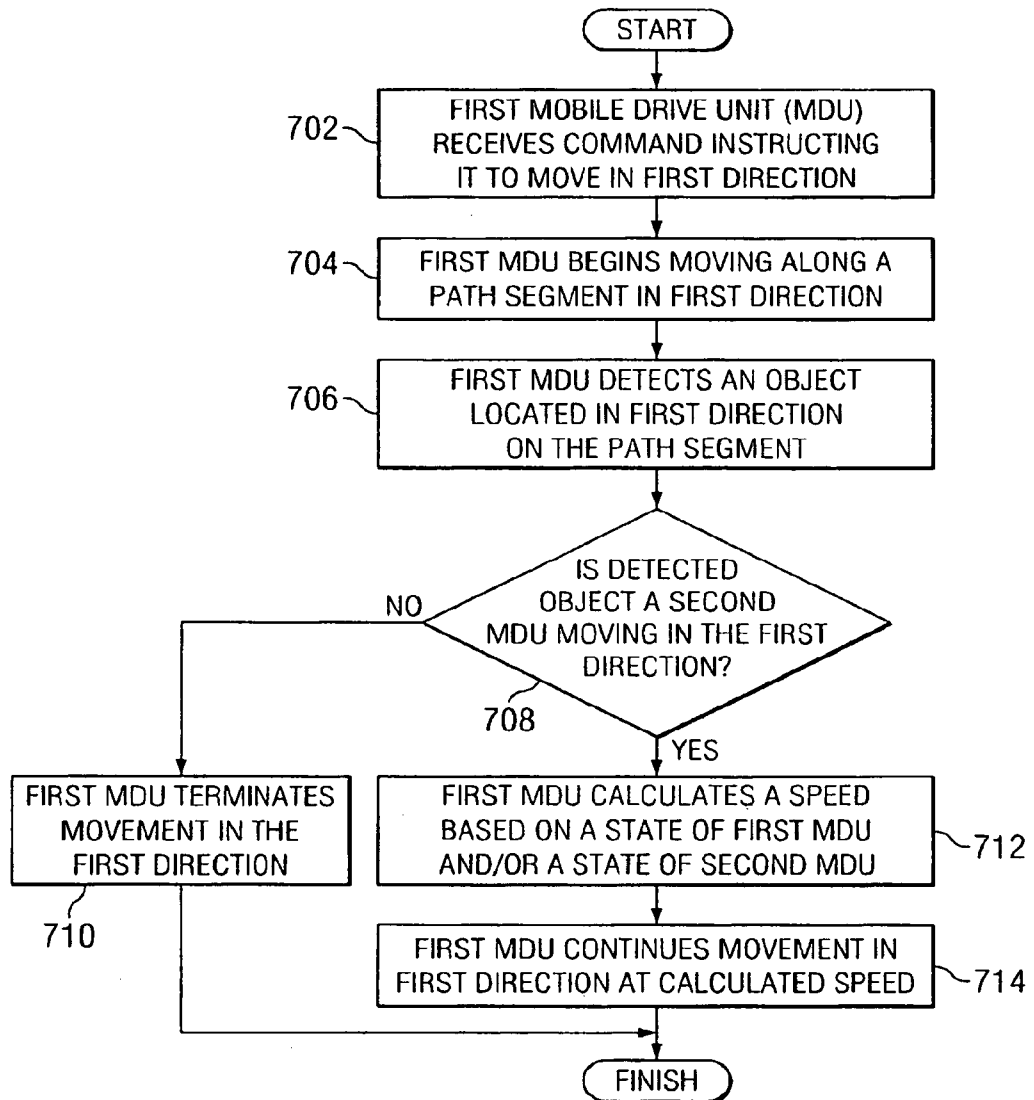 START
702
FIRST MOBILE DRIVE UNIT (MDU)
RECEIVES COMMAND INSTRUCTING
IT TO MOVE IN FIRST DIRECTION
704
FIRST MDU BEGINS MOVING ALONG A
PATH SEGMENT IN FIRST DIRECTION
706
FIRST MDU DETECTS AN OBJECT
LOCATED IN FIRST DIRECTION
ON THE PATH SEGMENT
IS DETECTED
OBJECT A SECOND
MDU MOVING IN THE FIRST
DIRECTION?
708
NO
YES
FIRST MDU TERMINATES
MOVEMENT IN THE
FIRST DIRECTION
710
FIRST MDU CALCULATES A SPEED
BASED ON A STATE OF FIRST MDU
AND/OR A STATE OF SECOND MDU
712
FIRST MDU CONTINUES MOVEMENT IN
FIRST DIRECTION AT CALCULATED SPEED
714
FINISH